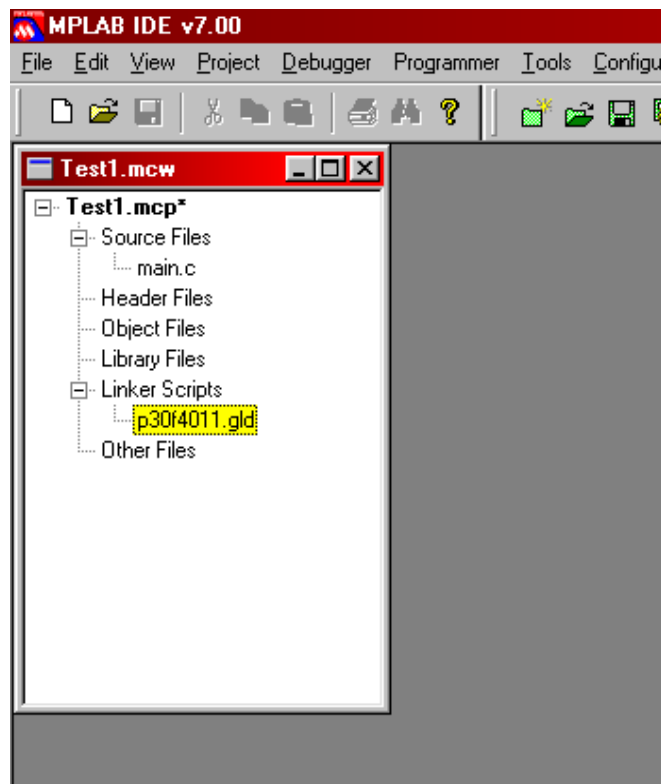 MPLAB IDE v7.00
File Edit View Project Debugger Programmer Tools Configu
Test1.mcw
Test1.mcp*
Source Files
main.c
Header Files
Object Files
Library Files
Linker Scripts
p30f4011.gld
Other Files